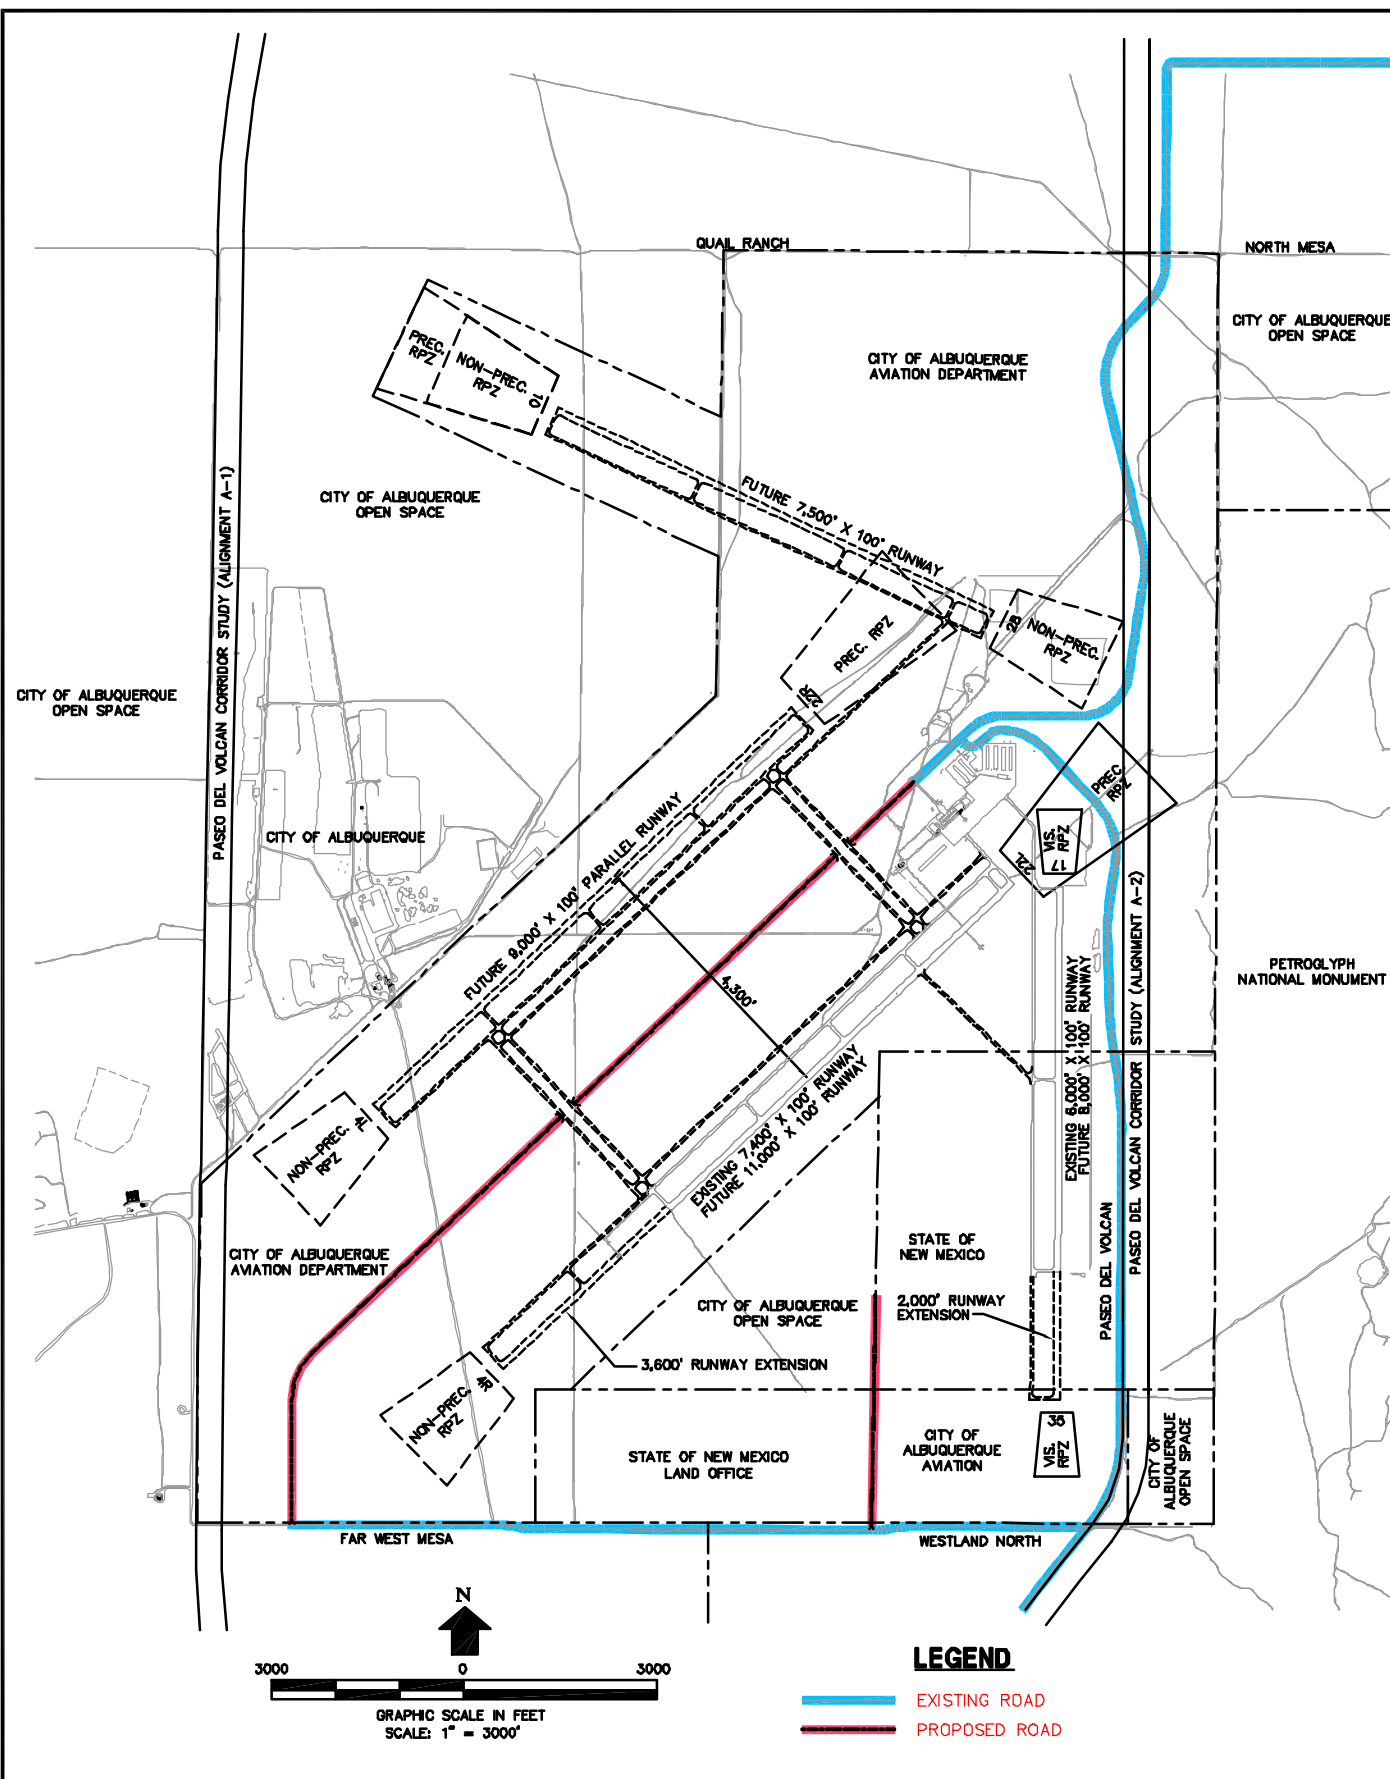 QUAIL RANCH
NORTH MESA
CITY OF ALBUQUERQUE
OPEN SPACE
CITY OF ALBUQUERQUE
AVIATION DEPARTMENT
PREC.
RPZ
NON-PREC.
RPZ
10
FUTURE 7,500' X 100' RUNWAY
CITY OF ALBUQUERQUE
OPEN SPACE
PASEO DEL VOLCAN CORRIDOR STUDY (ALIGNMENT A-1)
28
NON-PREC.
RPZ
PREC. RPZ
22R
CITY OF ALBUQUERQUE
OPEN SPACE
PREC.
RPZ
VIS.
RPZ
17
22L
CITY OF ALBUQUERQUE
FUTURE 9,000' X 100' PARALLEL RUNWAY
4,300'
PETROGLYPH
NATIONAL MONUMENT
EXISTING 6,000' X 100' RUNWAY
FUTURE 8,000' X 100' RUNWAY
PASEO DEL VOLCAN CORRIDOR STUDY (ALIGNMENT A-2)
EXISTING 7,400' X 100' RUNWAY
FUTURE 11,000' X 100' RUNWAY
4L
NON-PREC.
RPZ
PASEO DEL VOLCAN
CITY OF ALBUQUERQUE
AVIATION DEPARTMENT
STATE OF
NEW MEXICO
2,000' RUNWAY
EXTENSION
CITY OF ALBUQUERQUE
OPEN SPACE
3,600' RUNWAY EXTENSION
4R
NON-PREC.
RPZ
35
VIS.
RPZ
CITY OF
ALBUQUERQUE
AVIATION
CITY OF
ALBUQUERQUE
OPEN SPACE
STATE OF NEW MEXICO
LAND OFFICE
FAR WEST MESA
WESTLAND NORTH
N
3000 0 3000
GRAPHIC SCALE IN FEET
SCALE: 1" = 3000'
LEGEND
EXISTING ROAD
PROPOSED ROAD